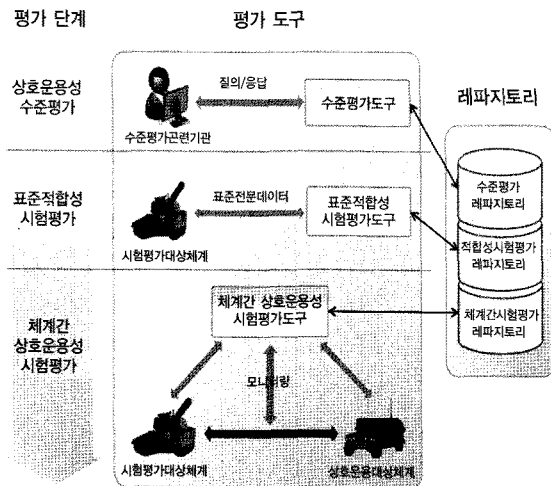 평가 단계
평가 도구
상호운용성
수준평가
질의/응답
수준평가도구
수준평가관련기관
레파지토리
수준평가
레파지토리
표준적합성
시험평가
표준전문데이터
표준적합성
시험평가도구
시험평가대상체계
적합성시험평가
레파지토리
체계간
상호운용성
시험평가
체계간 상호운용성
시험평가도구
체계간시험평가
레파지토리
모니터링
시험평가대상체계
상호운용대상체계